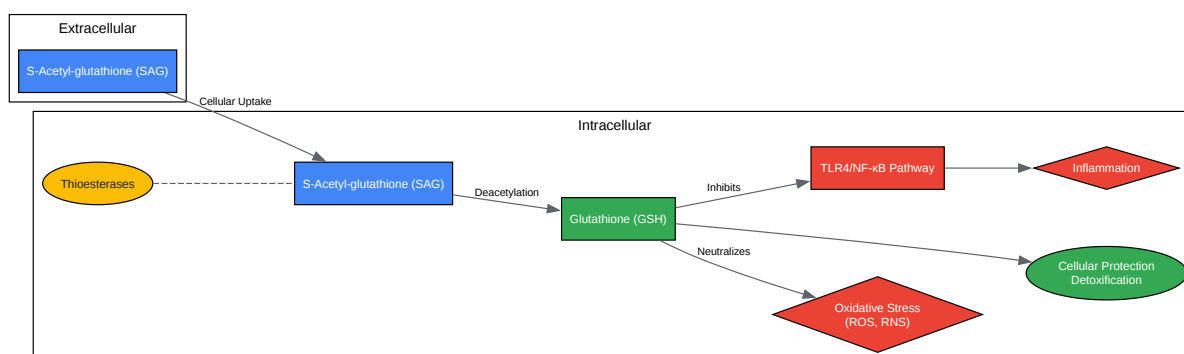 Extracellular
S-Acetyl-glutathione (SAG)
Cellular Uptake
Intracellular
Thioesterases
S-Acetyl-glutathione (SAG)
Deacetylation
Glutathione (GSH)
Inhibits
TLR4/NF-κB Pathway
Inflammation
Neutralizes
Cellular Protection
Detoxification
Oxidative Stress
(ROS, RNS)